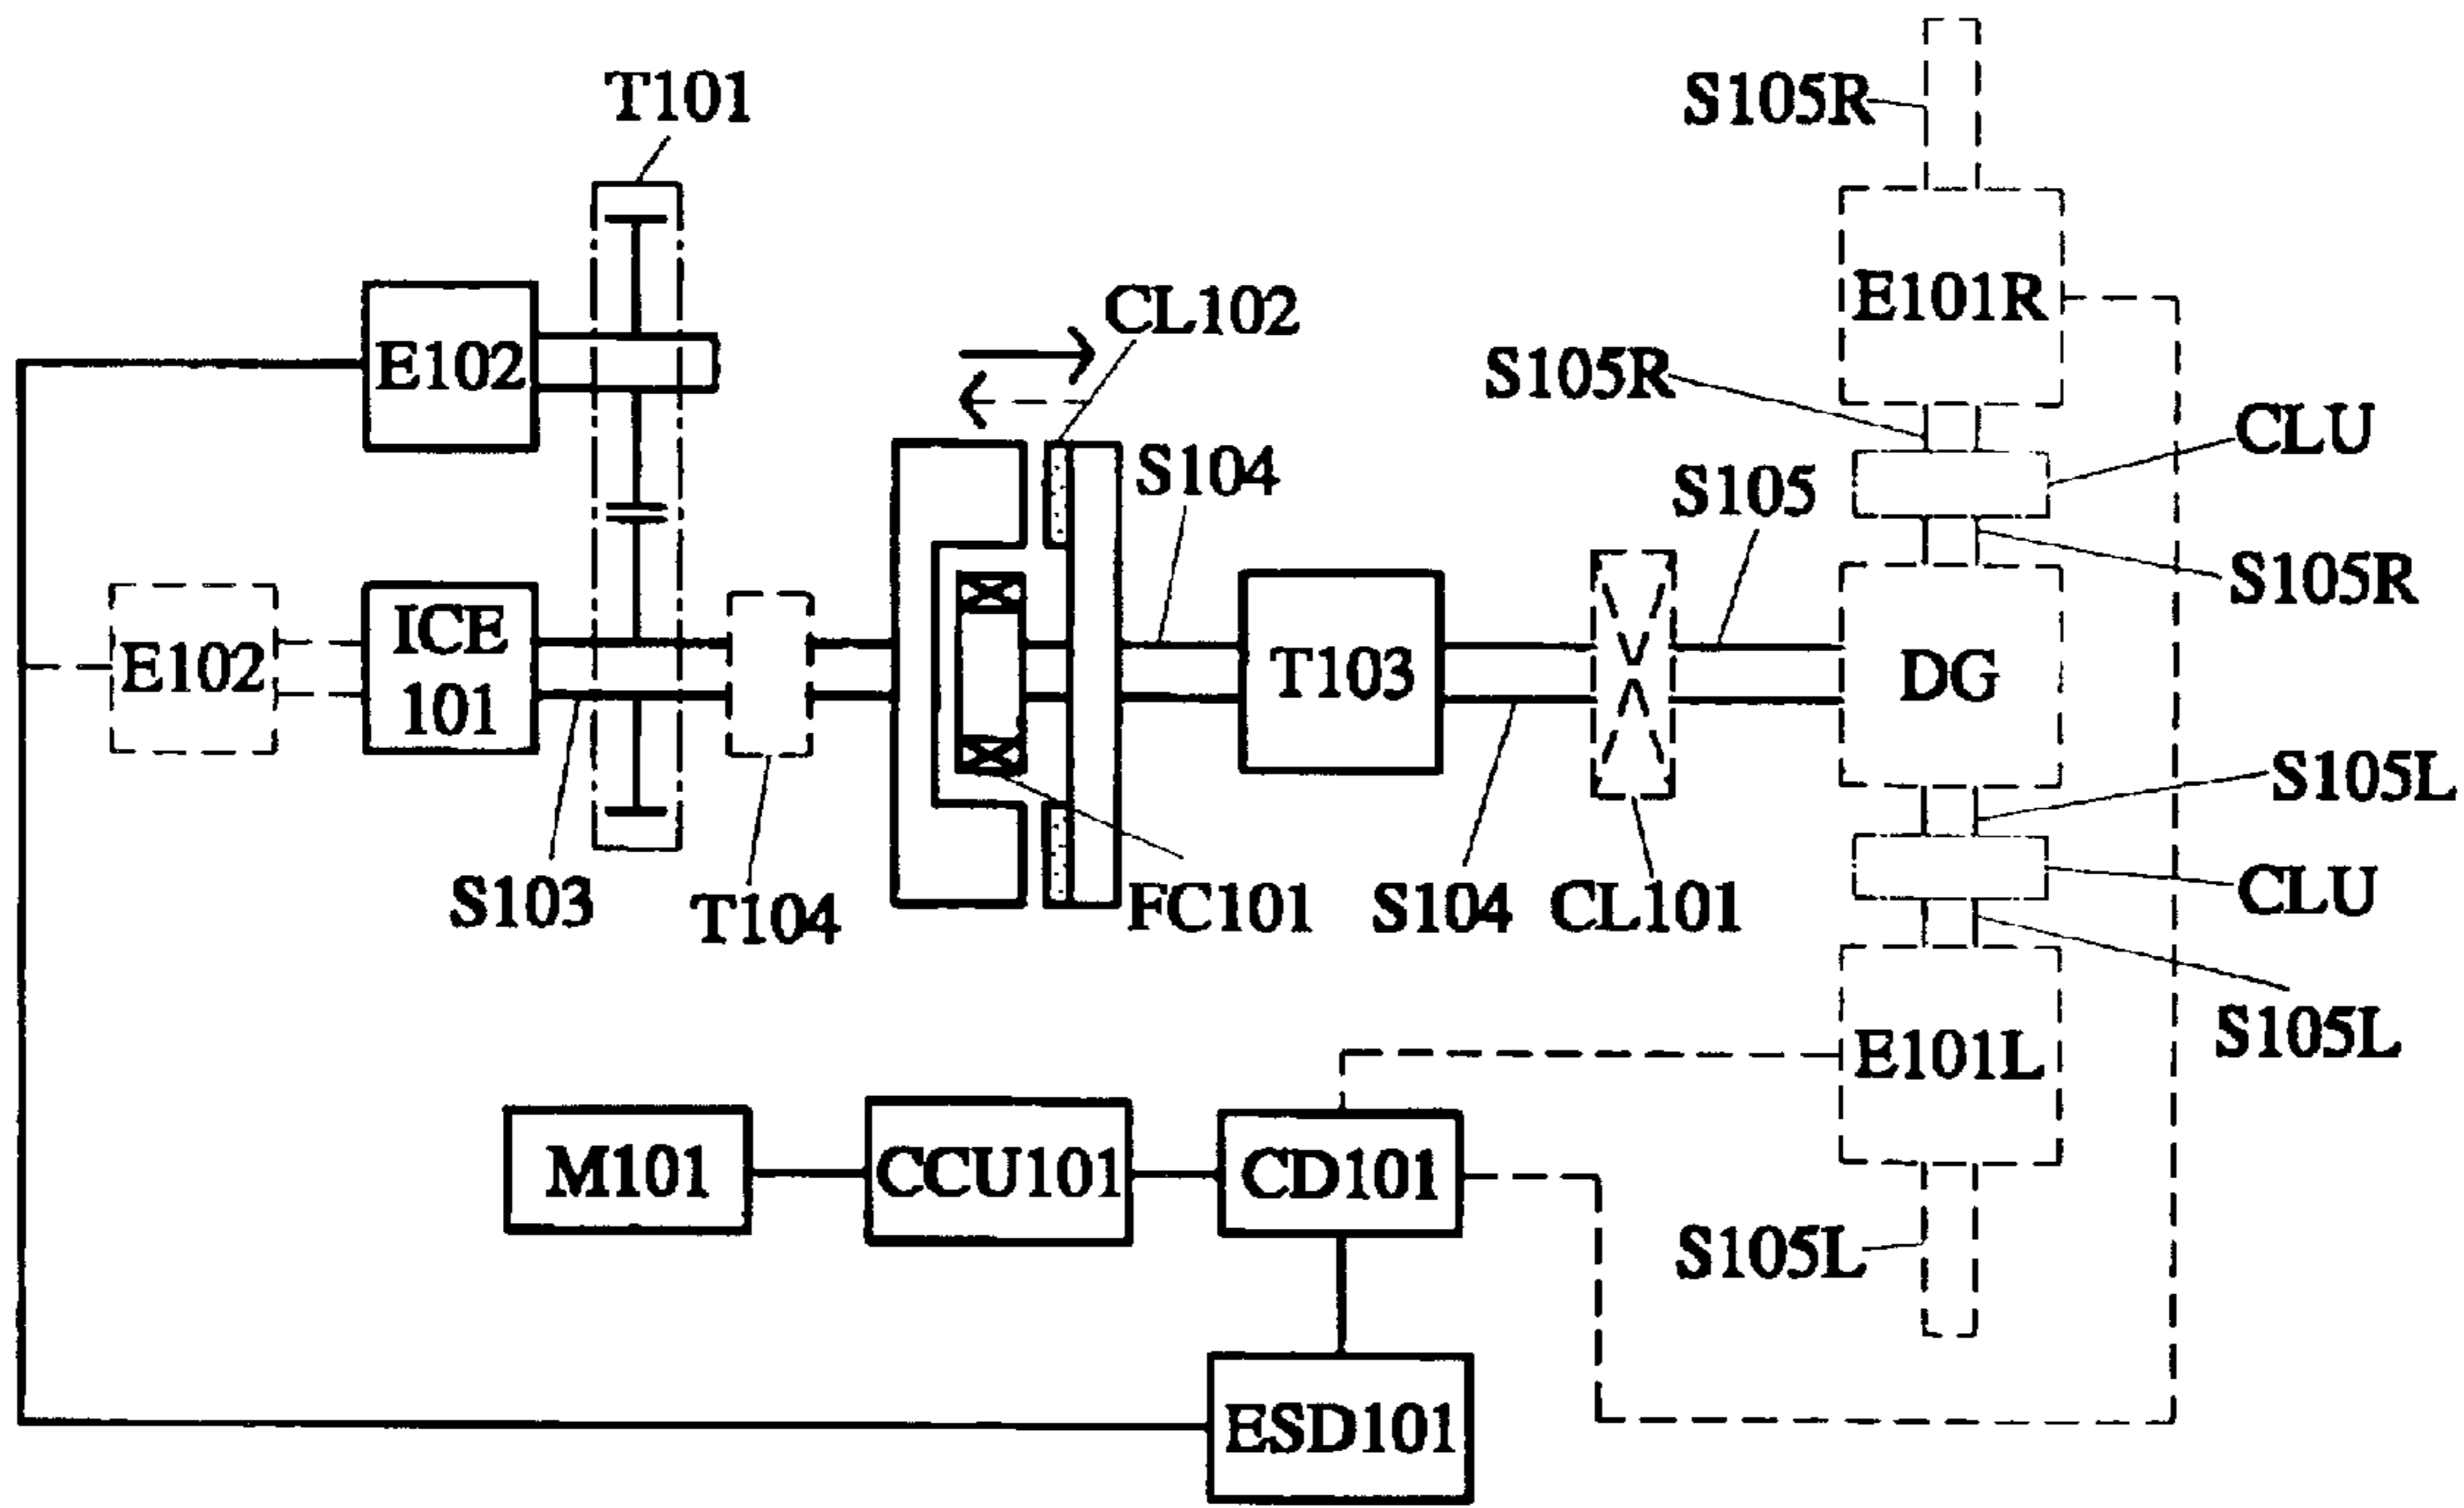 T101
S105R
E101R
CL102
E102
S105R
CLU
S104
S105
S105R
ICE
101
E102
T103
DG
S105L
CLU
S103
T104
FC101
S104
CL101
S105L
E101L
M101
CCU101
CD101
S105L
ESD101